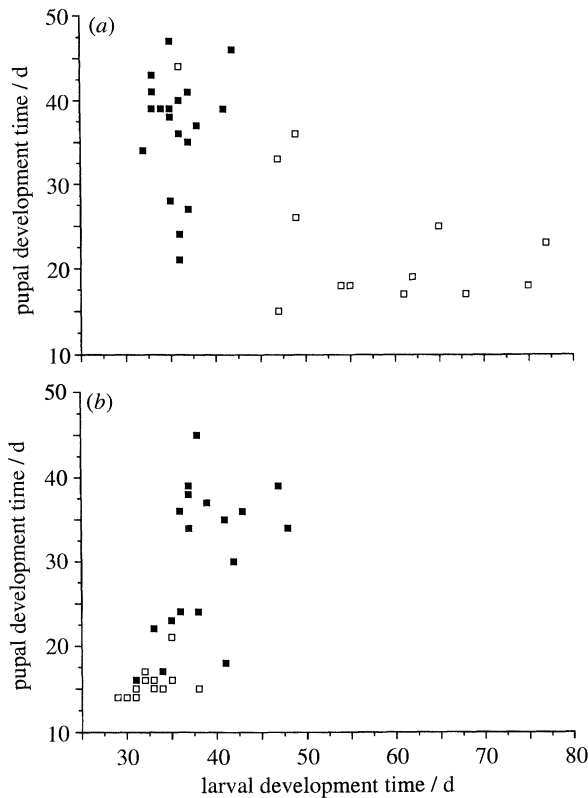 50
(a)
40
30
20
10
pupal development time / d
50
(b)
40
30
20
10
pupal development time / d
30 40 50 60 70 80
larval development time / d